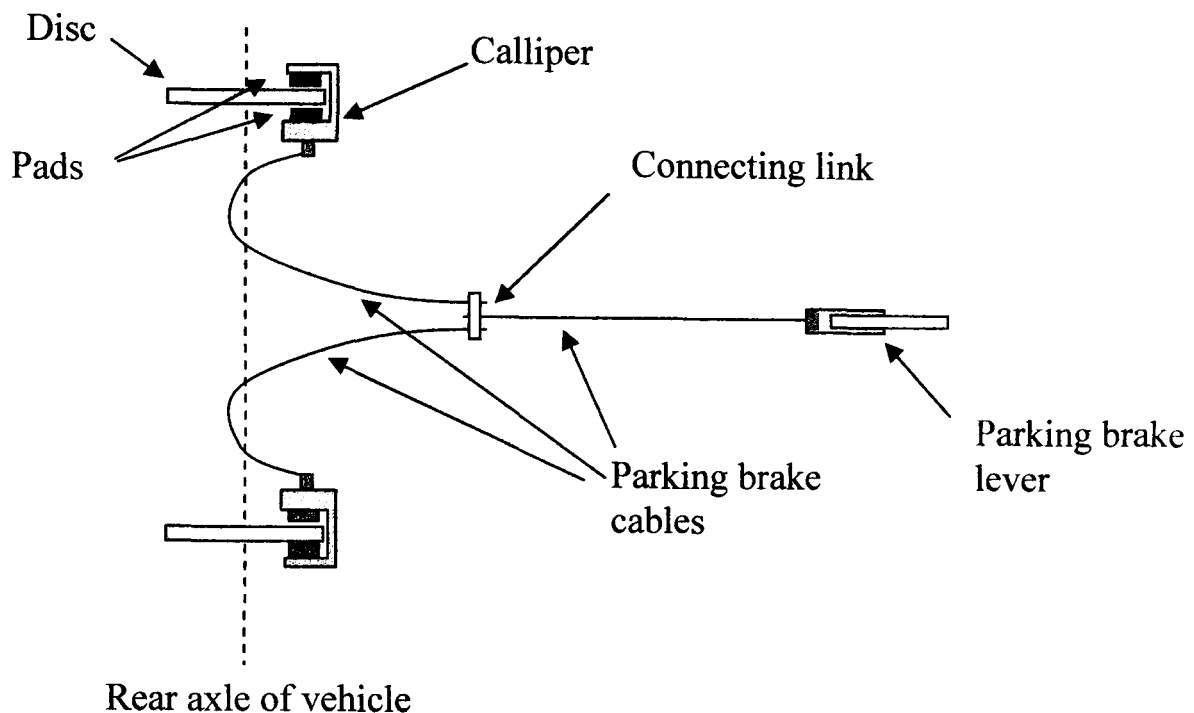 Disc
Calliper
Pads
Connecting link
Parking brake
lever
Parking brake
cables
Rear axle of vehicle